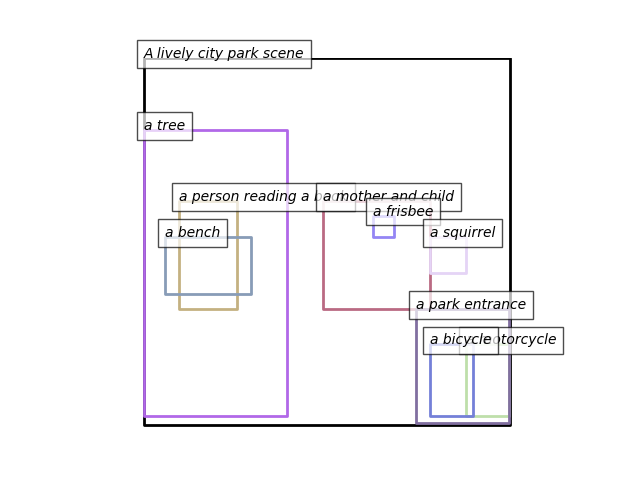 A lively city park scene
a tree
a person reading a book
a mother and child
a frisbee
a bench
a squirrel
a park entrance
a bicycle
motorcycle